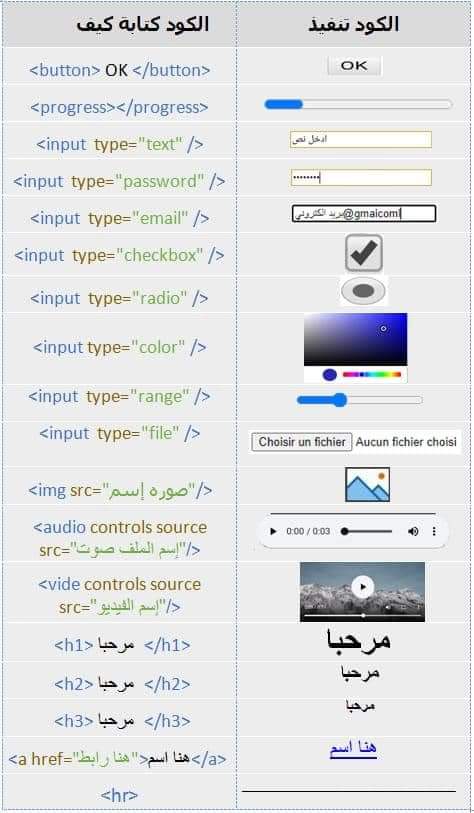 الكود كتابة كيف
الكود تنفيذ
<button> OK </button>
OK
<progress></progress>
<input type="text" />
ادخل نص
<input type="password" />
••••••••
<input type="email" />
بريد الكتروني@gmaicom
<input type="checkbox" />
<input type="radio" />
<input type="color" />
<input type="range" />
<input type="file" />
Choisir un fichier Aucun fichier choisi
<img src="صوره إسم"/>
<audio controls source
src="إسم الملف صوت"/>
0:00 / 0:03
<vide controls source
src="إسم الفيديو"/>
<h1> مرحبا </h1>
مرحبا
<h2> مرحبا </h2>
مرحبا
<h3> مرحبا </h3>
مرحبا
<a href="هنا رابط">هنا اسم</a>
هنا اسم
<hr>